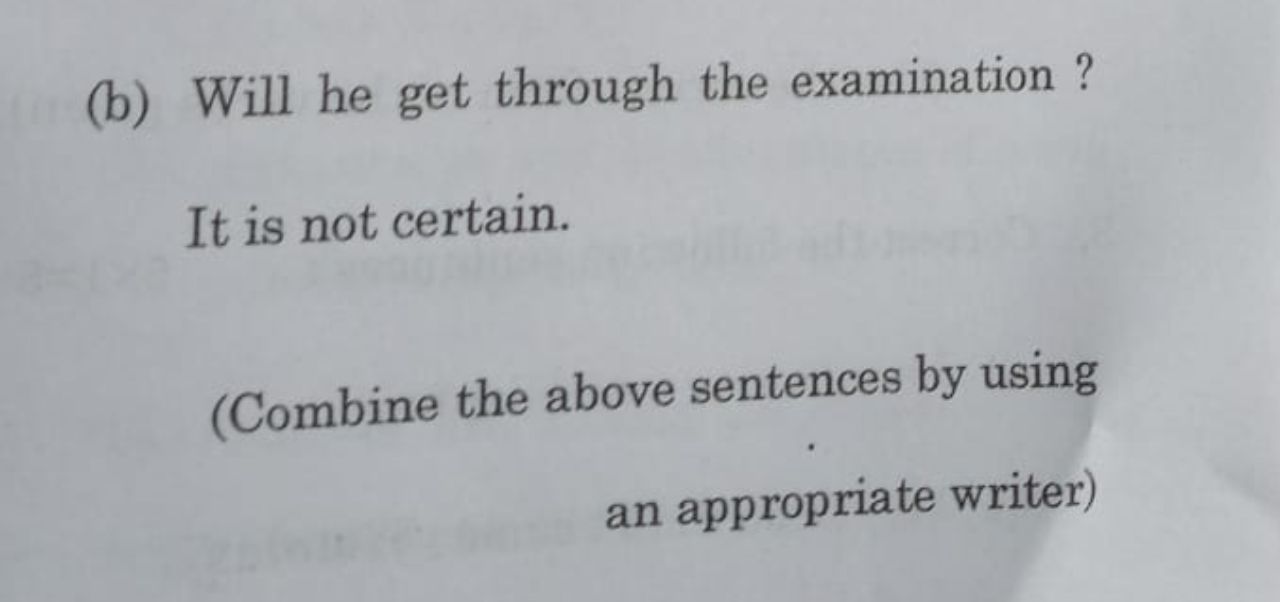 (b) Will he get through the examination ?
It is not certain.
(Combine the above sentences by using
an appropriate writer)